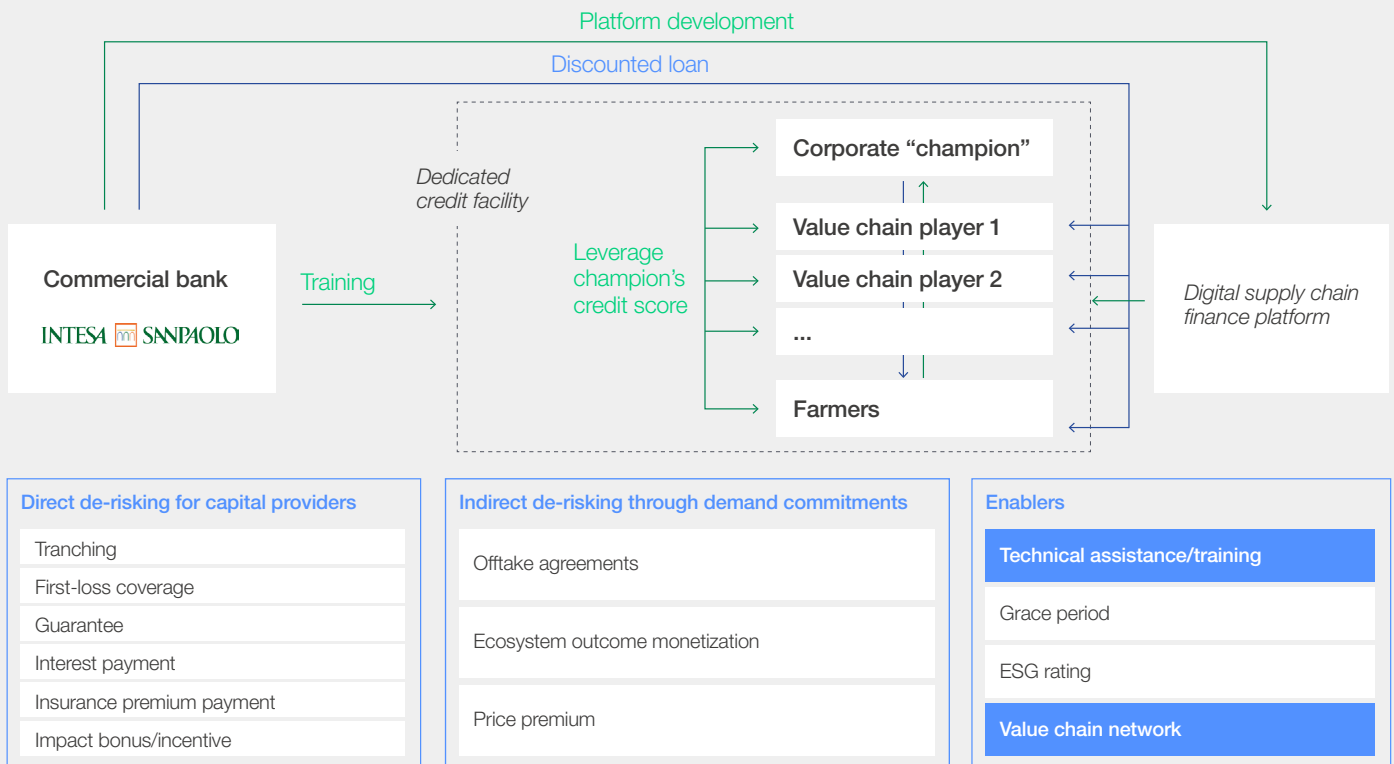 Platform development
Discounted loan
Dedicated
credit facility
Corporate “champion”
Value chain player 1
Value chain player 2
...
Farmers
Leverage
champion’s
credit score
Commercial bank
INTESA SANPAOLO
Training
Digital supply chain
finance platform
Direct de-risking for capital providers
Tranching
First-loss coverage
Guarantee
Interest payment
Insurance premium payment
Impact bonus/incentive
Indirect de-risking through demand commitments
Offtake agreements
Ecosystem outcome monetization
Price premium
Enablers
Technical assistance/training
Grace period
ESG rating
Value chain network